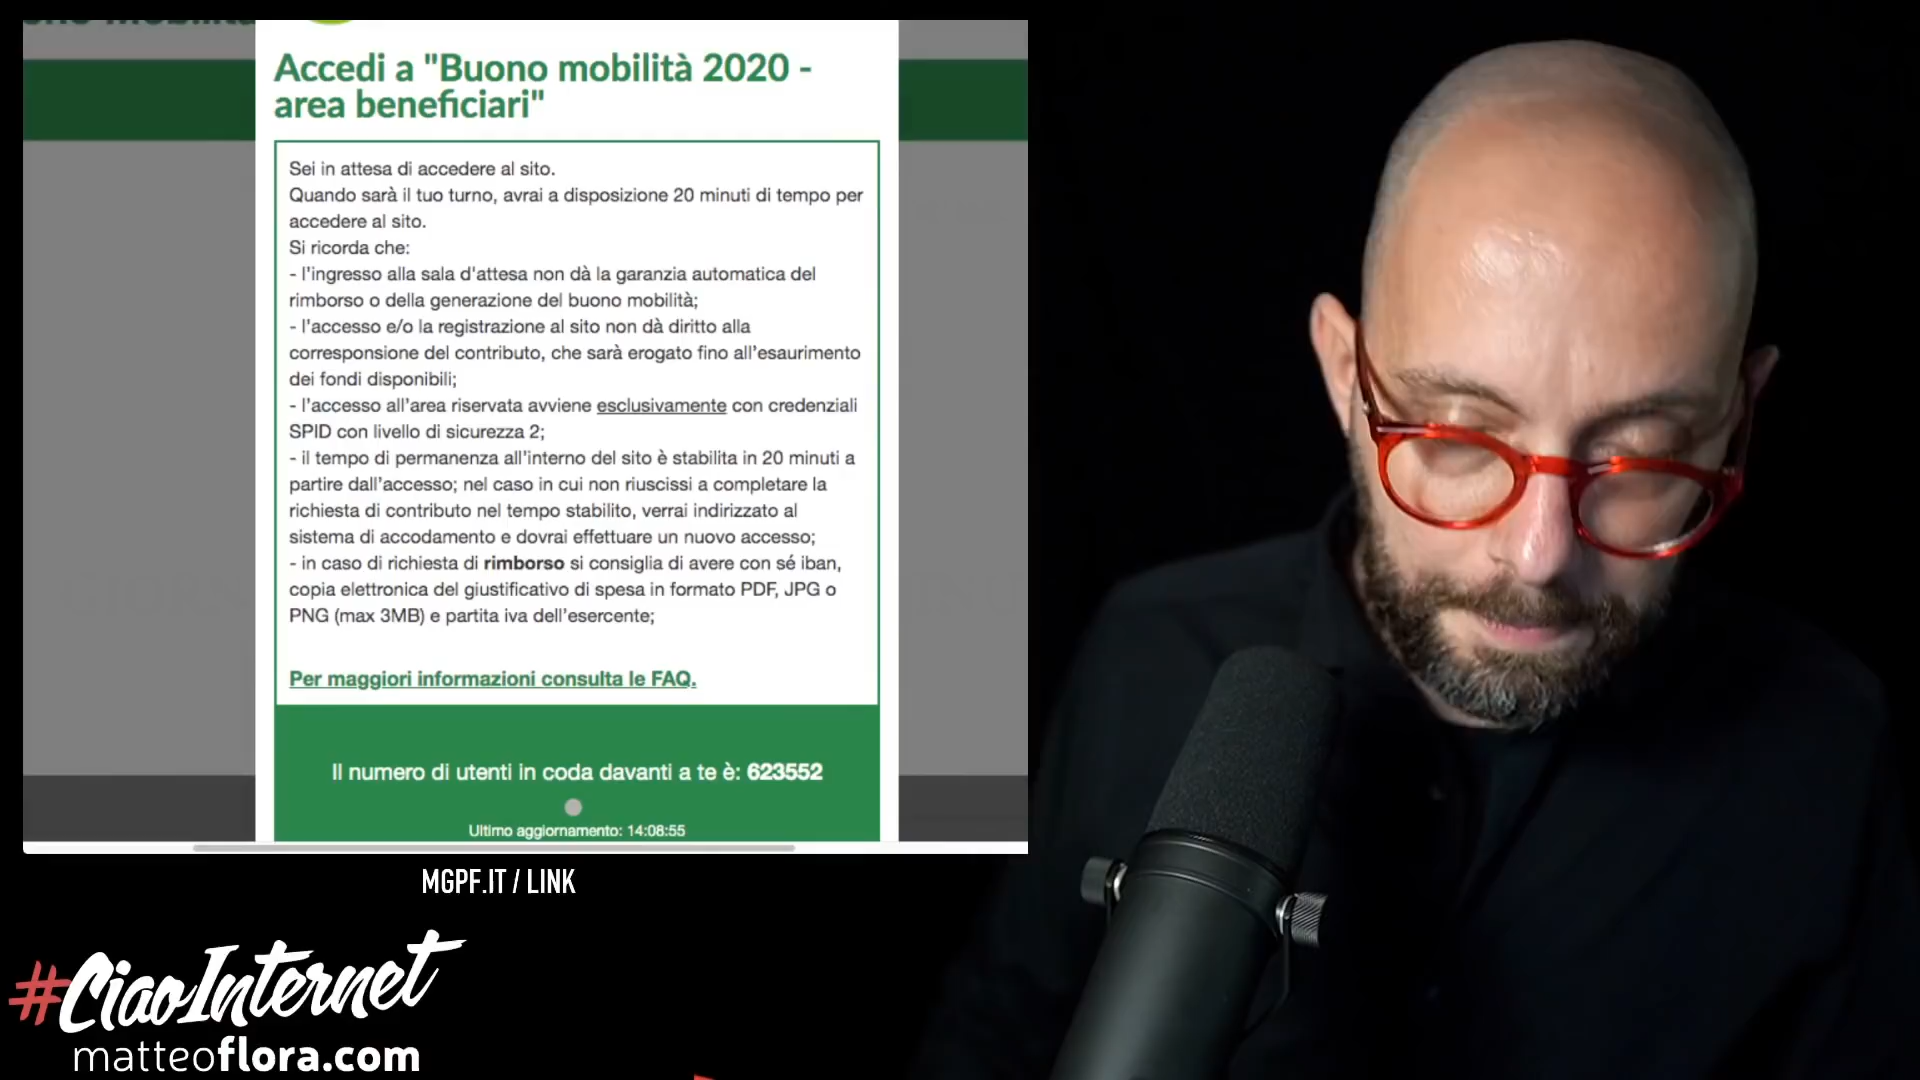 Accedi a "Buono mobilità 2020 -
area beneficiari"
Sei in attesa di accedere al sito.
Quando sarà il tuo turno, avrai a disposizione 20 minuti di tempo per
accedere al sito.
Si ricorda che:
- l'ingresso alla sala d'attesa non dà la garanzia automatica del
rimborso o della generazione del buono mobilità;
- l'accesso e/o la registrazione al sito non dà diritto alla
corresponsione del contributo, che sarà erogato fino all'esaurimento
dei fondi disponibili;
- l'accesso all'area riservata avviene esclusivamente con credenziali
SPID con livello di sicurezza 2;
- il tempo di permanenza all'interno del sito è stabilita in 20 minuti a
partire dall'accesso; nel caso in cui non riuscissi a completare la
richiesta di contributo nel tempo stabilito, verrai indirizzato al
sistema di accodamento e dovrai effettuare un nuovo accesso;
- in caso di richiesta di rimborso si consiglia di avere con sé iban,
copia elettronica del giustificativo di spesa in formato PDF, JPG o
PNG (max 3MB) e partita iva dell'esercente;
Per maggiori informazioni consulta le FAQ.
Il numero di utenti in coda davanti a te è: 623552
Ultimo aggiornamento: 14:08:55
MGPF.IT / LINK
#CiaoInternet
matteoflora.com